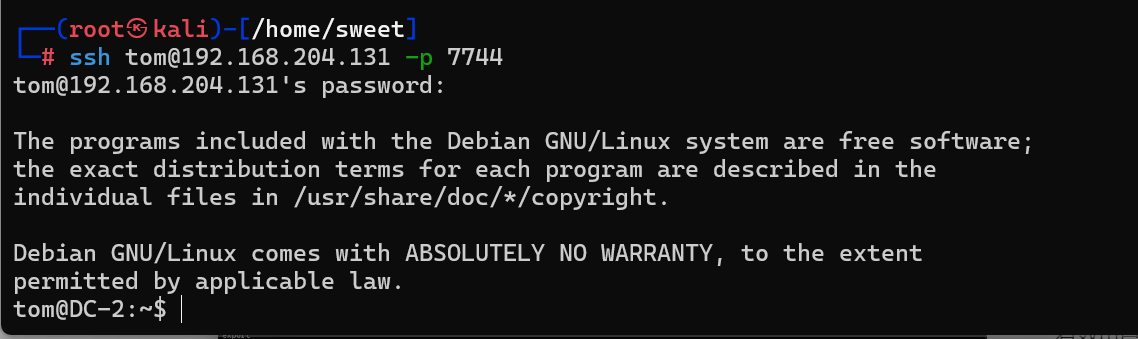 ┌──(root㉿kali)-[/home/sweet]
└─# ssh tom@192.168.204.131 -p 7744
tom@192.168.204.131's password:
The programs included with the Debian GNU/Linux system are free software;
the exact distribution terms for each program are described in the
individual files in /usr/share/doc/*/copyright.
Debian GNU/Linux comes with ABSOLUTELY NO WARRANTY, to the extent
permitted by applicable law.
tom@DC-2:~$